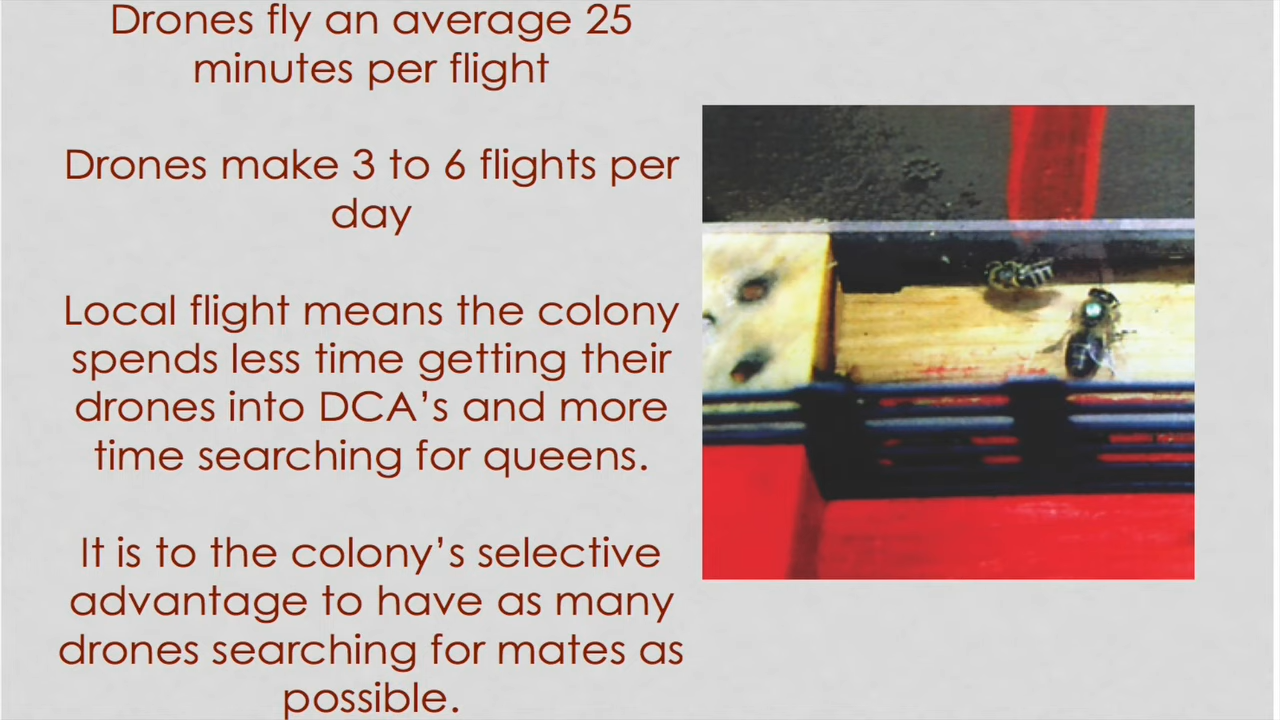 Drones fly an average 25
minutes per flight
Drones make 3 to 6 flights per
day
Local flight means the colony
spends less time getting their
drones into DCA’s and more
time searching for queens.
It is to the colony’s selective
advantage to have as many
drones searching for mates as
possible.